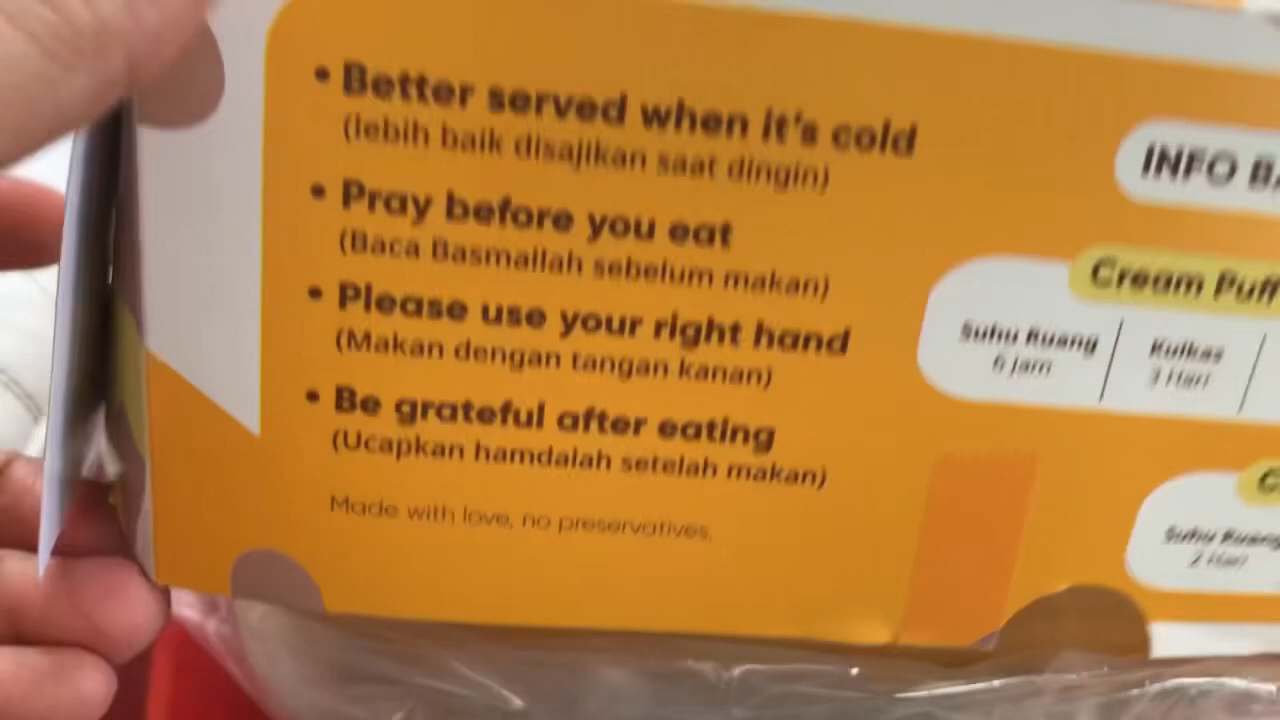 • Better served when it's cold
(lebih baik disajikan saat dingin)
• Pray before you eat
(Baca Basmallah sebelum makan)
• Please use your right hand
(Makan dengan tangan kanan)
• Be grateful after eating
(Ucapkan hamdalah setelah makan)
Made with love, no preservatives.
INFO
Cream Puff
Suhu Ruang
6 jam
Kulkas
3 Hari
Suhu Ruang
2 Hari